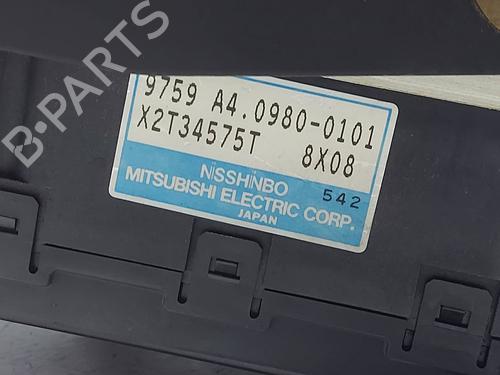 B-PARTS
9759 A4.0980-0101
X2T34575T 8X08
NISSHINBO 542
MITSUBISHI ELECTRIC CORP.
JAPAN